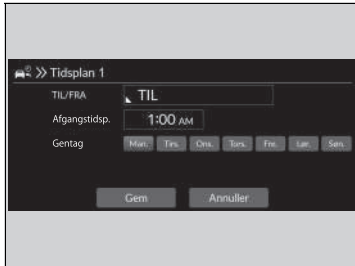 Tidsplan 1
TIL/FRA TIL
Afgangstidsp. 1:00 AM
Gentag Man. Tirs. Ons. Tors. Fre. Lør. Søn.
Gem Annuller